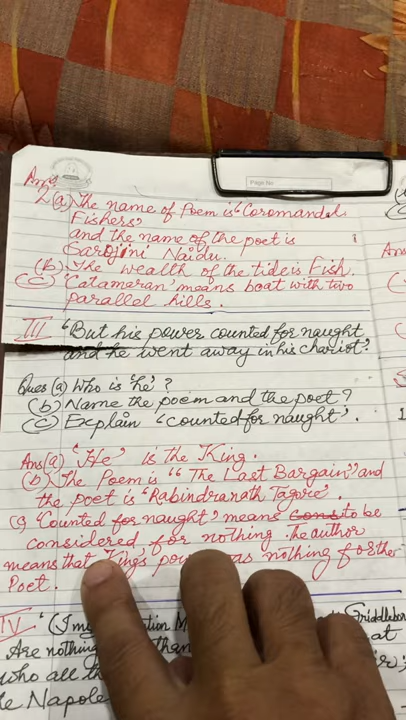 Page No
Ans
2 (a) The name of Poem is 'Coromandel
Fishers'
and the name of the poet is
Sarojini Naidu.
(b) The wealth of the tide is Fish.
(c) 'Catamaran' means boat with two
parallel hills.
III "But his power counted for naught
and he went away in his chariot?
Ques (a) Who is 'he'?
(b) Name the poem and the poet?
(c) Explain "counted for naught".
Ans (a) 'He' is the King.
(b) The Poem is "The Last Bargain" and
the poet is 'Rabindranath Tagore'.
(c) Counted for naught' means to be
considered for nothing. The author
means that King's nothing for the
Poet.
IV
Are nothing
who all
Napole
Ans